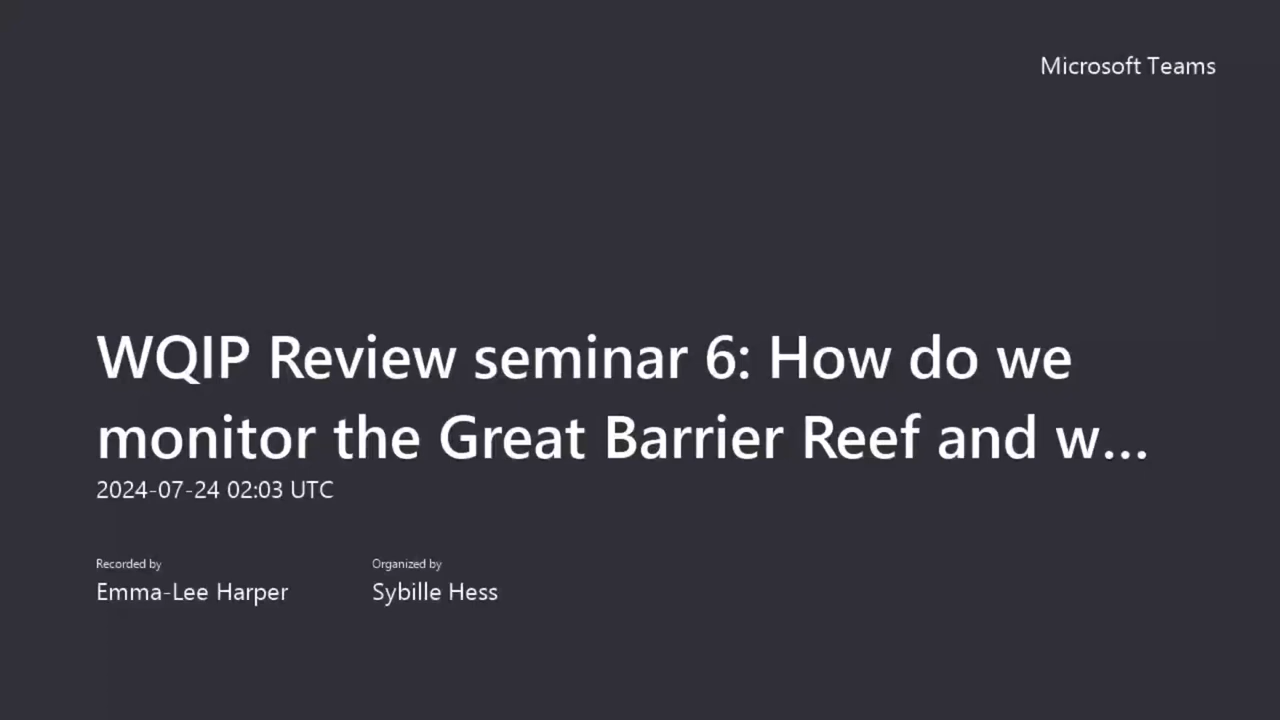 Microsoft Teams
WQIP Review seminar 6: How do we
monitor the Great Barrier Reef and w...
2024-07-24 02:03 UTC
Recorded by
Emma-Lee Harper
Organized by
Sybille Hess